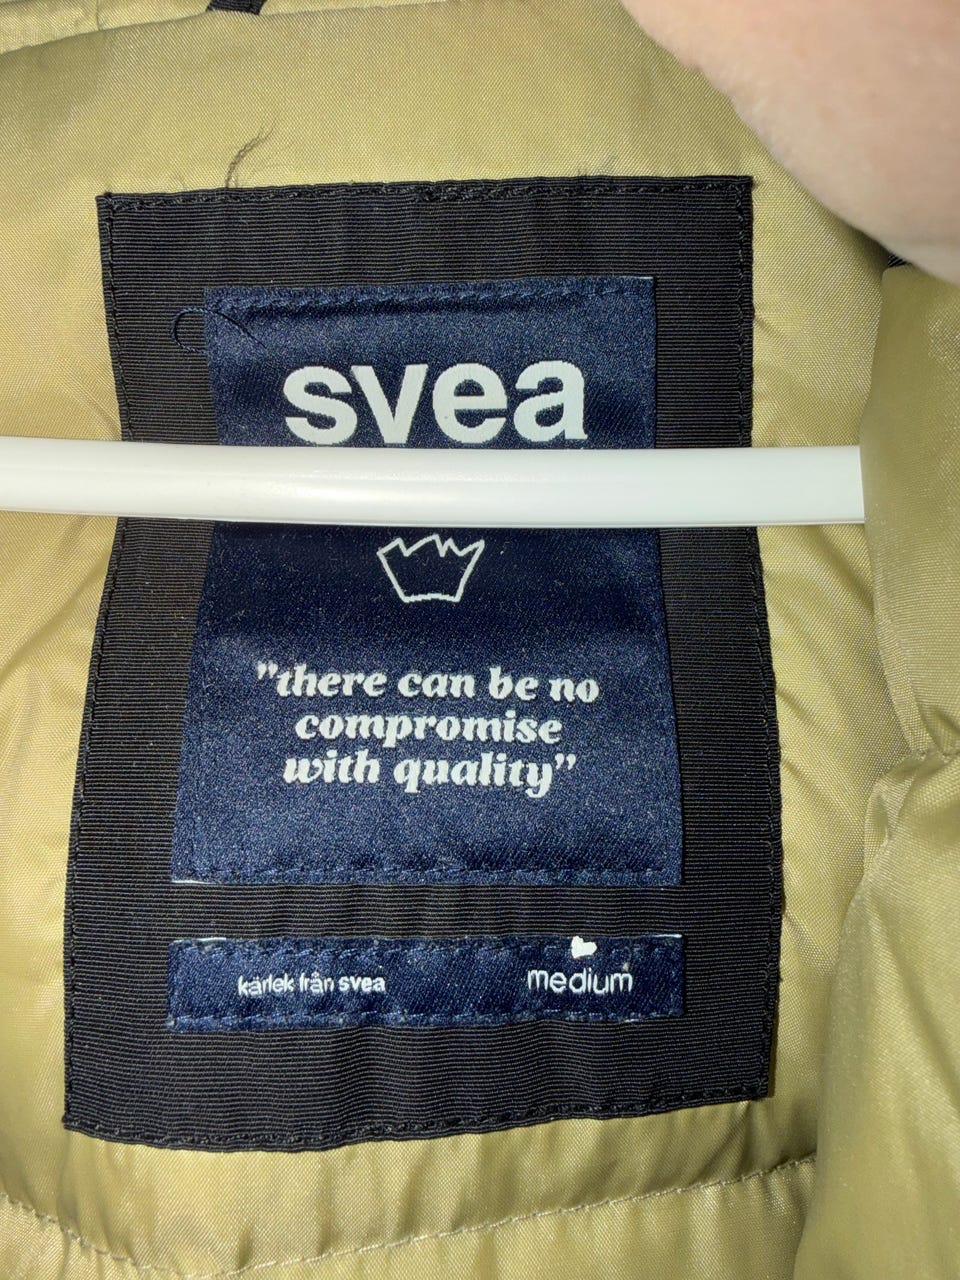 svea
"there can be no
compromise
with quality"
kärlek från svea
medium